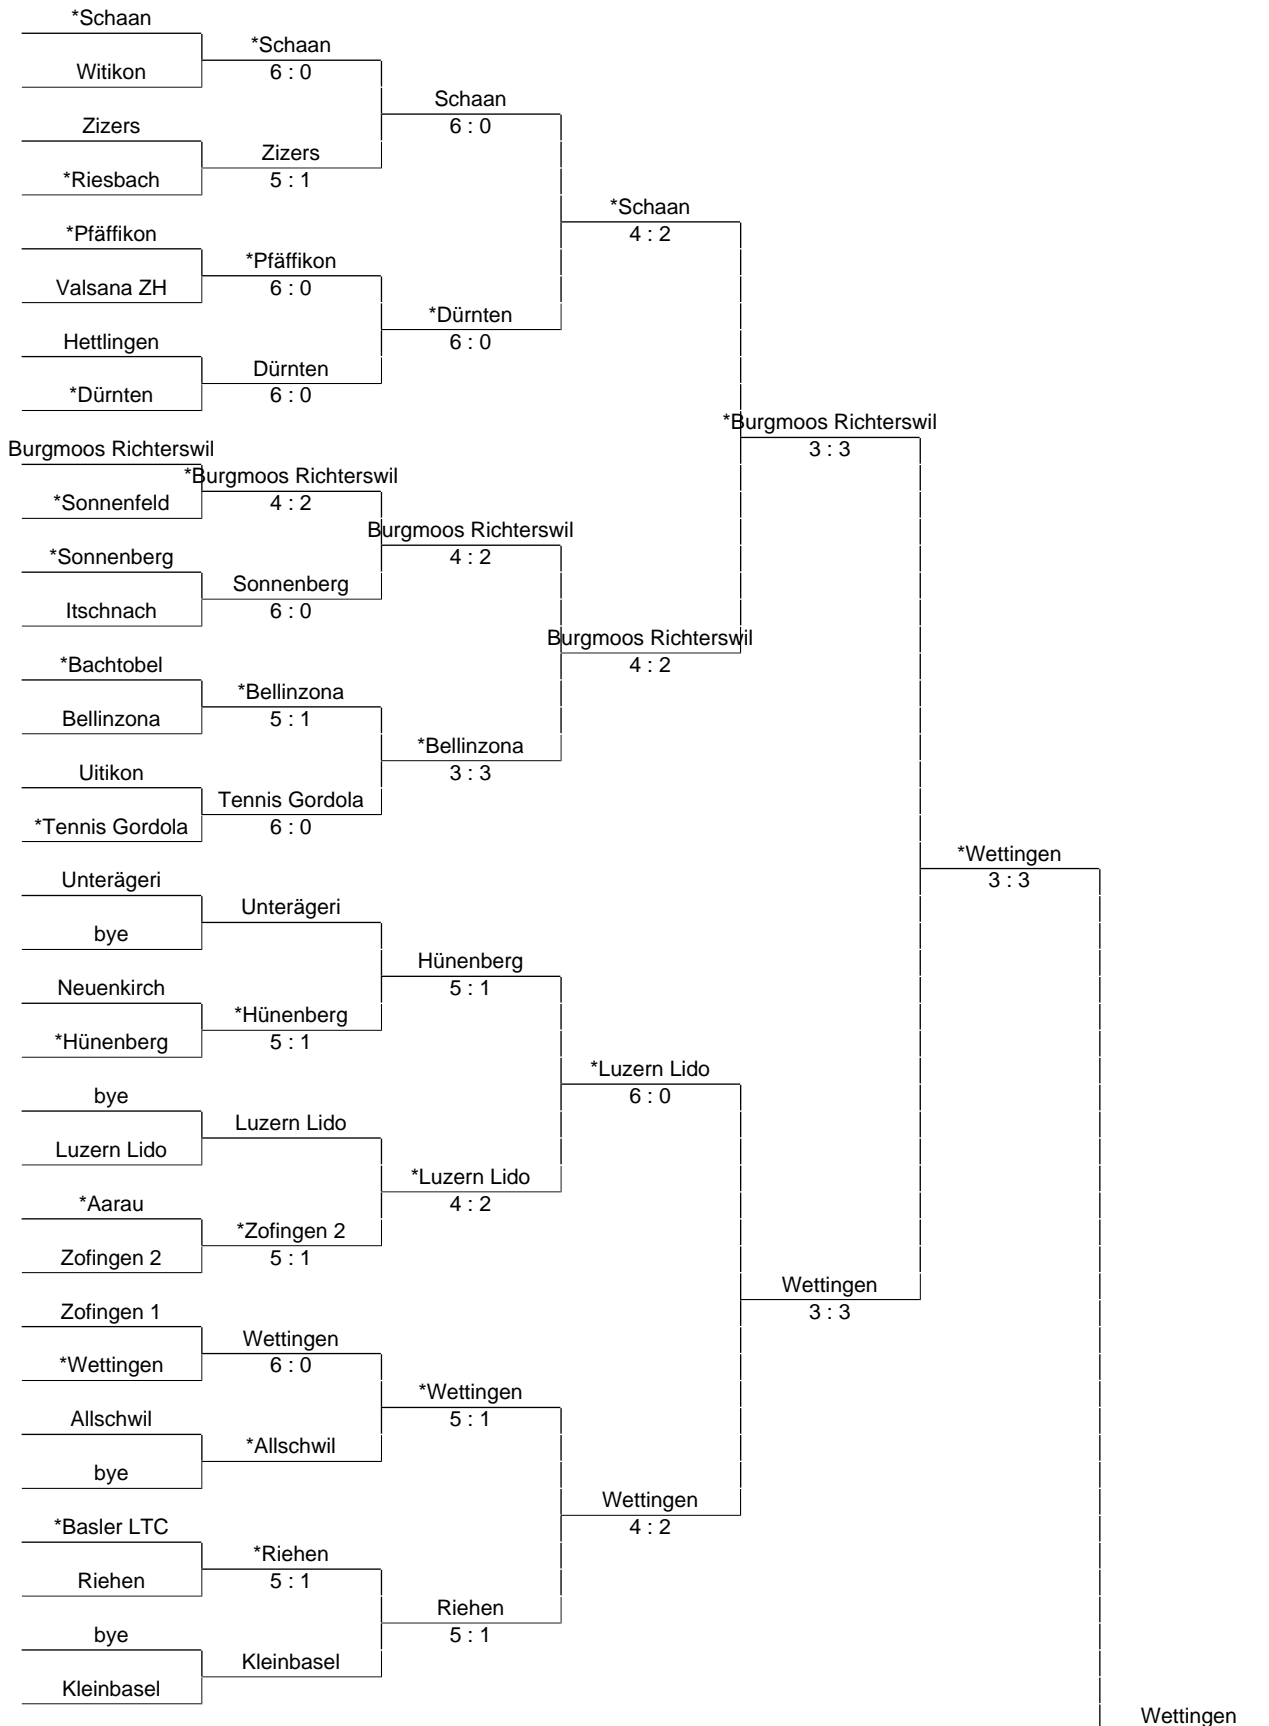 *Schaan
*Schaan
Witikon
6 : 0
Schaan
Zizers
6 : 0
Zizers
*Riesbach
5 : 1
*Schaan
*Pfäffikon
4 : 2
*Pfäffikon
Valsana ZH
6 : 0
*Dürnten
Hettlingen
6 : 0
Dürnten
*Dürnten
6 : 0
*Burgmoos Richterswil
Burgmoos Richterswil
3 : 3
*Burgmoos Richterswil
*Sonnenfeld
4 : 2
Burgmoos Richterswil
*Sonnenberg
4 : 2
Sonnenberg
Itschnach
6 : 0
Burgmoos Richterswil
*Bachtobel
4 : 2
*Bellinzona
Bellinzona
5 : 1
*Bellinzona
Uitikon
3 : 3
Tennis Gordola
*Tennis Gordola
6 : 0
*Wettingen
Unterägeri
3 : 3
Unterägeri
bye
Hünenberg
Neuenkirch
5 : 1
*Hünenberg
*Hünenberg
5 : 1
*Luzern Lido
bye
6 : 0
Luzern Lido
Luzern Lido
*Luzern Lido
*Aarau
4 : 2
*Zofingen 2
Zofingen 2
5 : 1
Wettingen
Zofingen 1
3 : 3
Wettingen
*Wettingen
6 : 0
*Wettingen
Allschwil
5 : 1
*Allschwil
bye
Wettingen
*Basler LTC
4 : 2
*Riehen
Riehen
5 : 1
Riehen
bye
5 : 1
Kleinbasel
Kleinbasel
Wettingen